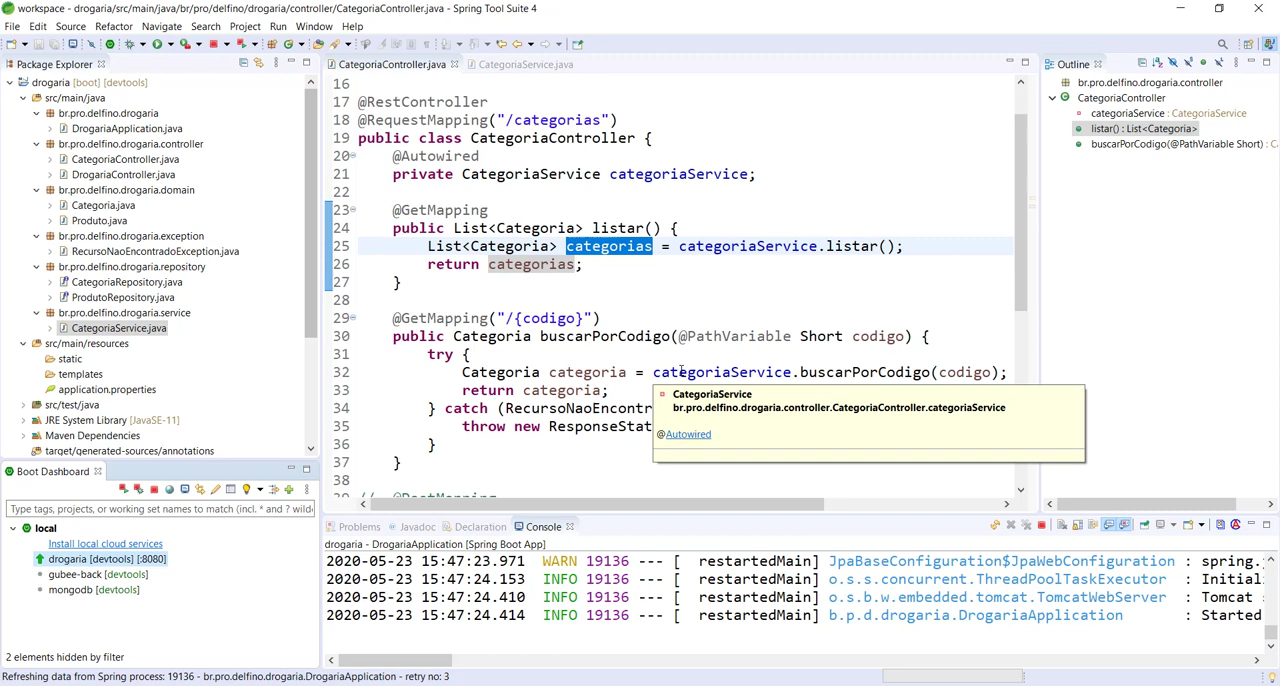 workspace - drogaria/src/main/java/br/pro/delfino/drogaria/controller/CategoriaController.java - Spring Tool Suite 4
File Edit Source Refactor Navigate Search Project Run Window Help
Package Explorer
drogaria [boot] [devtools]
src/main/java
br.pro.delfino.drogaria
DrogariaApplication.java
br.pro.delfino.drogaria.controller
CategoriaController.java
DrogariaController.java
br.pro.delfino.drogaria.domain
Categoria.java
Produto.java
br.pro.delfino.drogaria.exception
RecursoNaoEncontradoException.java
br.pro.delfino.drogaria.repository
CategoriaRepository.java
ProdutoRepository.java
br.pro.delfino.drogaria.service
CategoriaService.java
src/main/resources
static
templates
application.properties
src/test/java
JRE System Library [JavaSE-11]
Maven Dependencies
target/generated-sources/annotations
Boot Dashboard
Type tags, projects, or working set names to match (incl. * and ? wild
local
Install local cloud services
drogaria [devtools] [:8080]
gubee-back [devtools]
mongodb [devtools]
2 elements hidden by filter
CategoriaController.java CategoriaService.java
16
17 @RestController
18 @RequestMapping("/categorias")
19 public class CategoriaController {
20 @Autowired
21 private CategoriaService categoriaService;
22
23 @GetMapping
24 public List<Categoria> listar() {
25 List<Categoria> categorias = categoriaService.listar();
26 return categorias;
27 }
28
29 @GetMapping("/{codigo}")
30 public Categoria buscarPorCodigo(@PathVariable Short codigo) {
31 try {
32 Categoria categoria = categoriaService.buscarPorCodigo(codigo);
33 return categoria;
34 } catch (RecursoNaoEncontr
35 throw new ResponseStat
36 }
37 }
38
CategoriaService
br.pro.delfino.drogaria.controller.CategoriaController.categoriaService
@Autowired
Outline
br.pro.delfino.drogaria.controller
CategoriaController
categoriaService : CategoriaService
listar() : List<Categoria>
buscarPorCodigo(@PathVariable Short) : C
Problems Javadoc Declaration Console
drogaria - DrogariaApplication [Spring Boot App]
2020-05-23 15:47:23.971 WARN 19136 --- [ restartedMain] JpaBaseConfiguration$JpaWebConfiguration : spring.
2020-05-23 15:47:24.153 INFO 19136 --- [ restartedMain] o.s.s.concurrent.ThreadPoolTaskExecutor : Initial
2020-05-23 15:47:24.410 INFO 19136 --- [ restartedMain] o.s.b.w.embedded.tomcat.TomcatWebServer : Tomcat
2020-05-23 15:47:24.414 INFO 19136 --- [ restartedMain] b.p.d.drogaria.DrogariaApplication : Started
Refreshing data from Spring process: 19136 - br.pro.delfino.drogaria.DrogariaApplication - retry no: 3